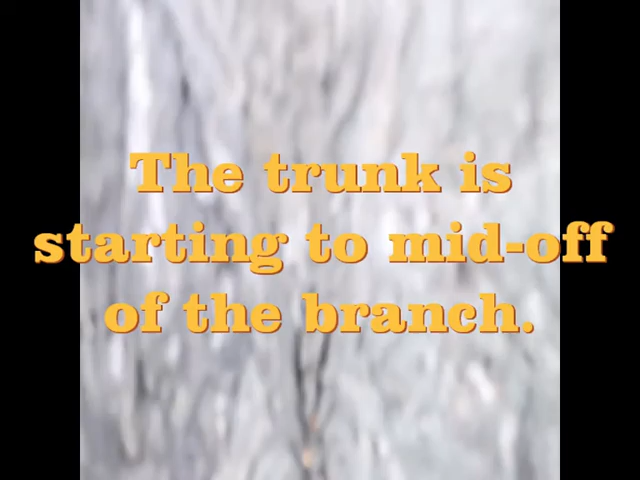 The trunk is
starting to mid-off
of the branch.